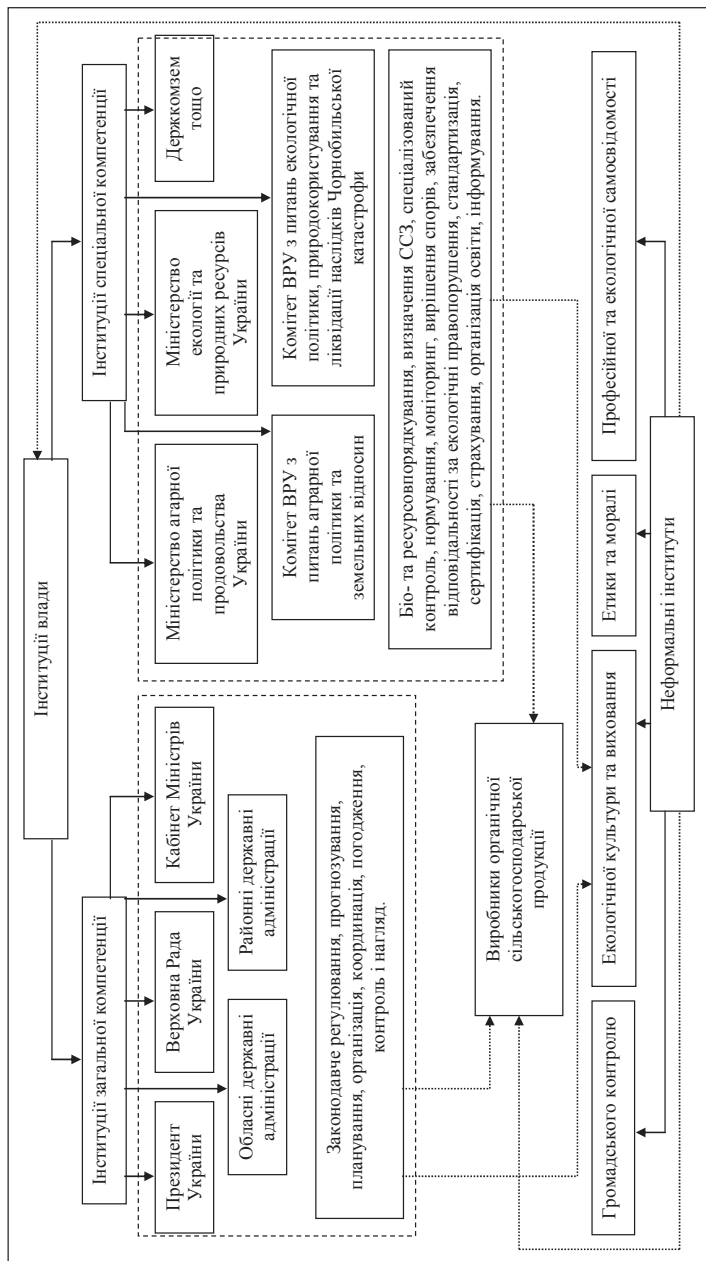 Інституції влади
Інституції загальної компетенції
Інституції спеціальної компетенції
Президент
України
Верховна Рада
України
Кабінет Міністрів
України
Обласні державні
адміністрації
Районні державні
адміністрації
Законодавче регулювання, прогнозування,
планування, організація, координація, погодження,
контроль і нагляд.
Міністерство агарної
політики та
продовольства
України
Міністерство
екології та
природних ресурсів
України
Держкомзем
тощо
Комітет ВРУ з
питань аграрної
політики та
земельних відносин
Комітет ВРУ з питань екологічної
політики, природокористування та
ліквідації наслідків Чорнобильської
катастрофи
Біо- та ресурсовпорядкування, визначення ССЗ, спеціалізований
контроль, нормування, моніторинг, вирішення спорів, забезпечення
відповідальності за екологічні правопорушення, стандартизація,
сертифікація, страхування, організація освіти, інформування.
Виробники органічної
сільськогосподарської
продукції
Громадського контролю
Екологічної культури та виховання
Етики та моралі
Професійної та екологічної самосвідомості
Неформальні інститути